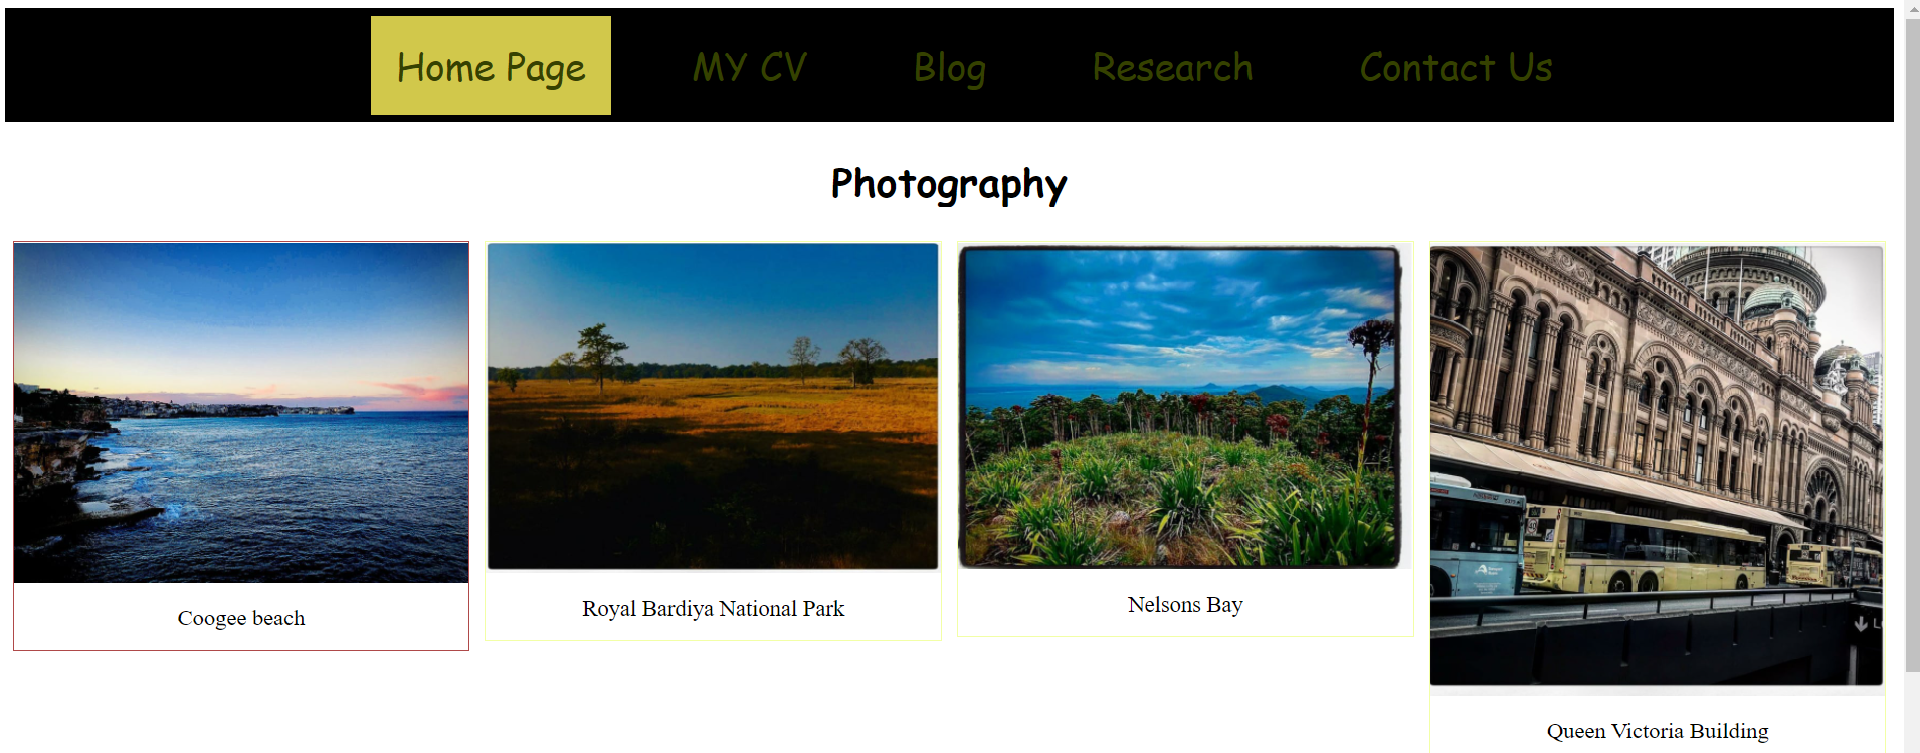 Home Page MY CV Blog Research Contact Us
Photography
Coogee beach
Royal Bardiya National Park
Nelsons Bay
40
Queen Victoria Building